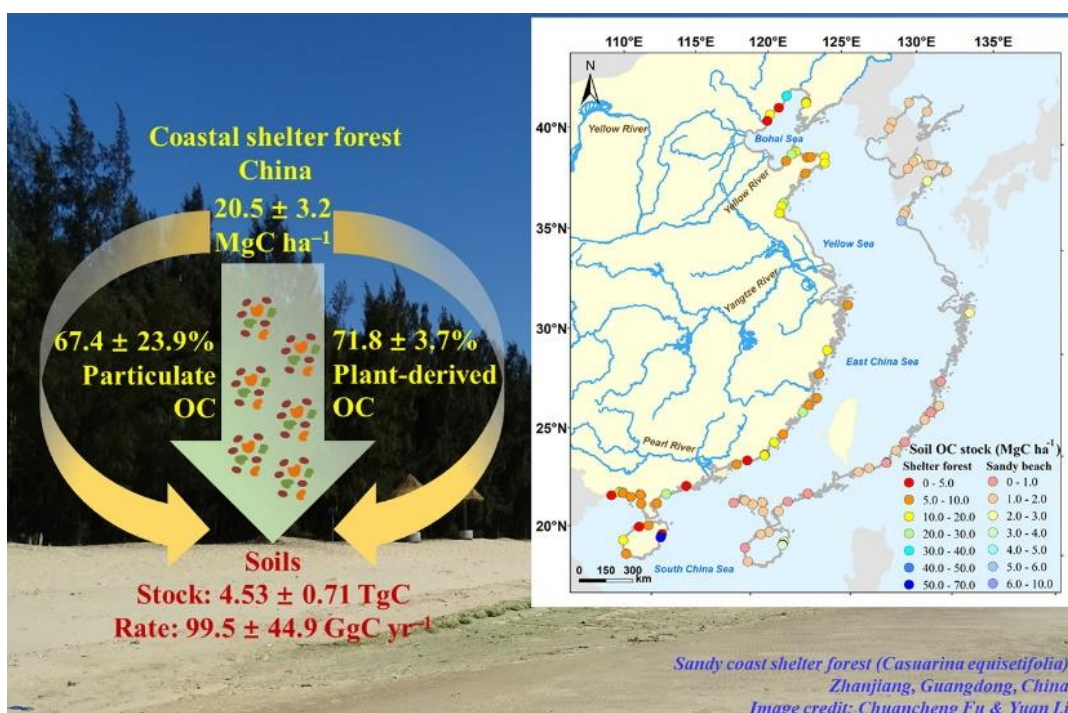 Coastal shelter forest
China
20.5 ± 3.2
MgC ha⁻¹
67.4 ± 23.9%
Particulate
OC
71.8 ± 3.7%
Plant-derived
OC
Soils
Stock: 4.53 ± 0.71 TgC
Rate: 99.5 ± 44.9 GgC yr⁻¹
110°E 115°E 120°E 125°E 130°E 135°E
N
40°N
35°N
30°N
25°N
20°N
Yellow River
Bohai Sea
Yellow River
Yellow Sea
Yangtze River
East China Sea
Pearl River
South China Sea
0 150 300
km
Soil OC stock (MgC ha⁻¹)
Shelter forest Sandy beach
0 - 5.0 0 - 1.0
5.0 - 10.0 1.0 - 2.0
10.0 - 20.0 2.0 - 3.0
20.0 - 30.0 3.0 - 4.0
30.0 - 40.0 4.0 - 5.0
40.0 - 50.0 5.0 - 6.0
50.0 - 70.0 6.0 - 10.0
Sandy coast shelter forest (Casuarina equisetifolia)
Zhanjiang, Guangdong, China
Image credit: Chuancheng Fu & Yuan Li